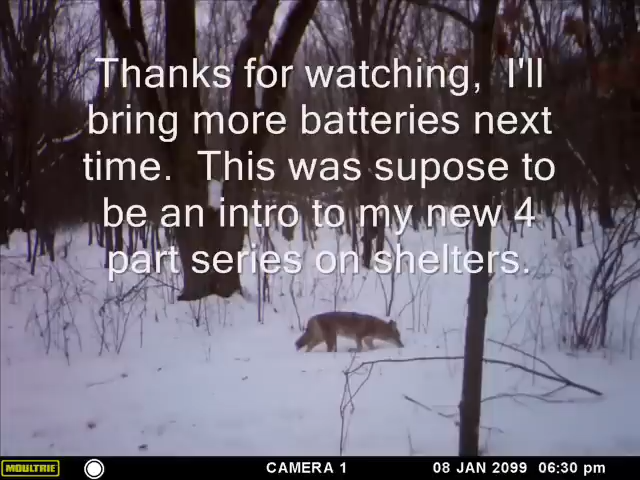 Thanks for watching,  I'll
bring more batteries next
time.  This was supose to
be an intro to my new 4
part series on shelters.
MOULTRIE CAMERA 1 08 JAN 2099 06:30 pm